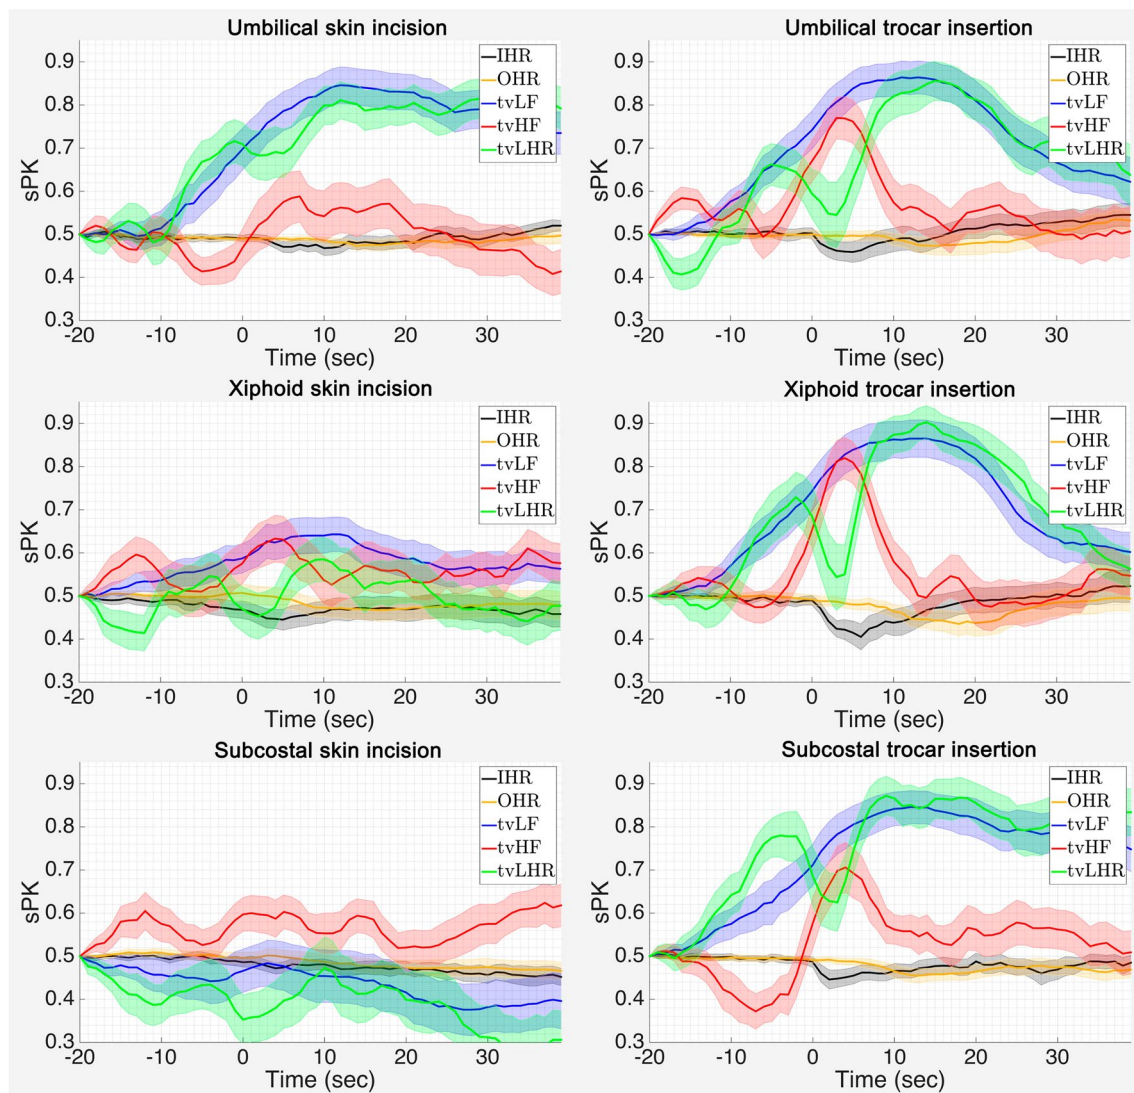 Umbilical skin incision
sPK
0.9
0.8
0.7
0.6
0.5
0.4
0.3
-20
-10
0
10
20
30
Time (sec)
IHR
OHR
tvLF
tvHF
tvLHR
Umbilical trocar insertion
sPK
0.9
0.8
0.7
0.6
0.5
0.4
0.3
-20
-10
0
10
20
30
Time (sec)
IHR
OHR
tvLF
tvHF
tvLHR
Xiphoid skin incision
sPK
0.9
0.8
0.7
0.6
0.5
0.4
0.3
-20
-10
0
10
20
30
Time (sec)
IHR
OHR
tvLF
tvHF
tvLHR
Xiphoid trocar insertion
sPK
0.9
0.8
0.7
0.6
0.5
0.4
0.3
-20
-10
0
10
20
30
Time (sec)
IHR
OHR
tvLF
tvHF
tvLHR
Subcostal skin incision
sPK
0.9
0.8
0.7
0.6
0.5
0.4
0.3
-20
-10
0
10
20
30
Time (sec)
IHR
OHR
tvLF
tvHF
tvLHR
Subcostal trocar insertion
sPK
0.9
0.8
0.7
0.6
0.5
0.4
0.3
-20
-10
0
10
20
30
Time (sec)
IHR
OHR
tvLF
tvHF
tvLHR